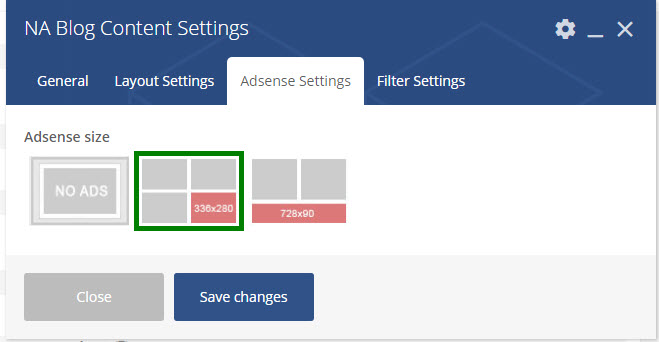 NA Blog Content Settings
General Layout Settings Adsense Settings Filter Settings
Adsense size
NO ADS 336x280 728x90
Close Save changes